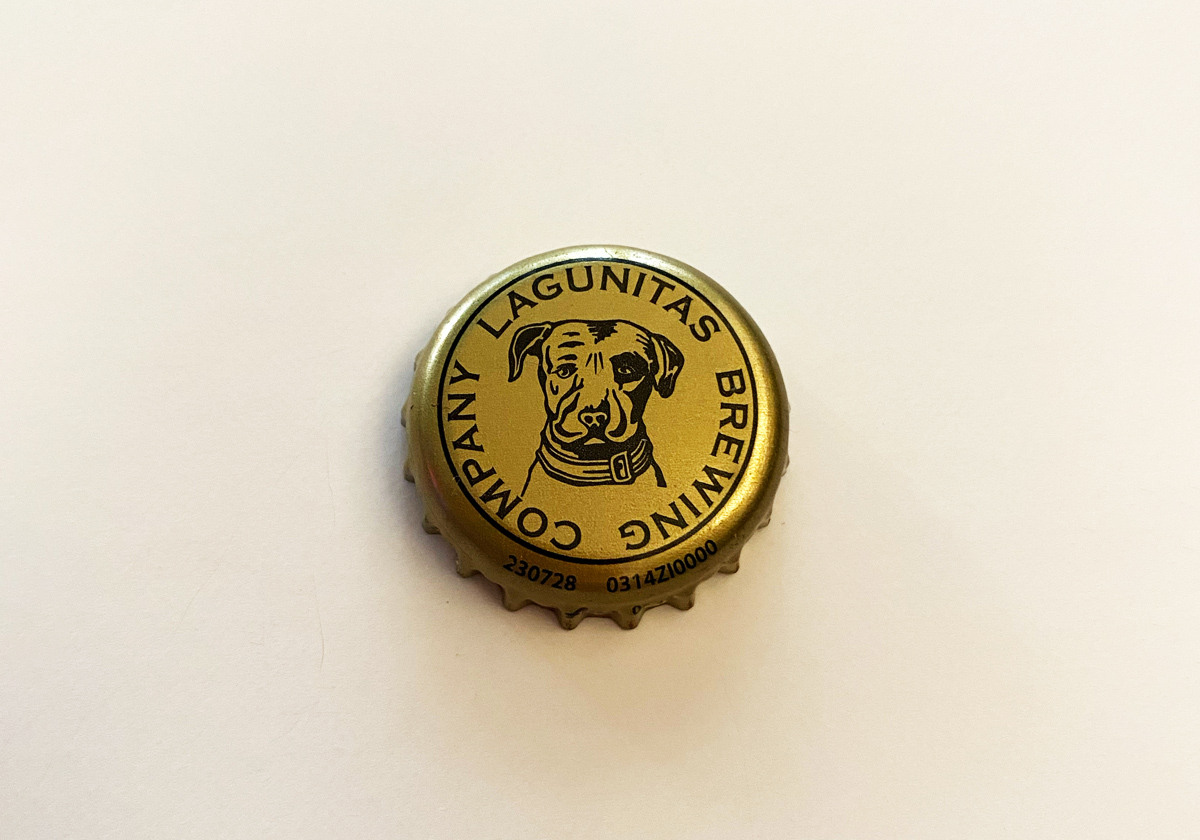 LAGUNITAS BREWING COMPANY
230728 0314ZI0000